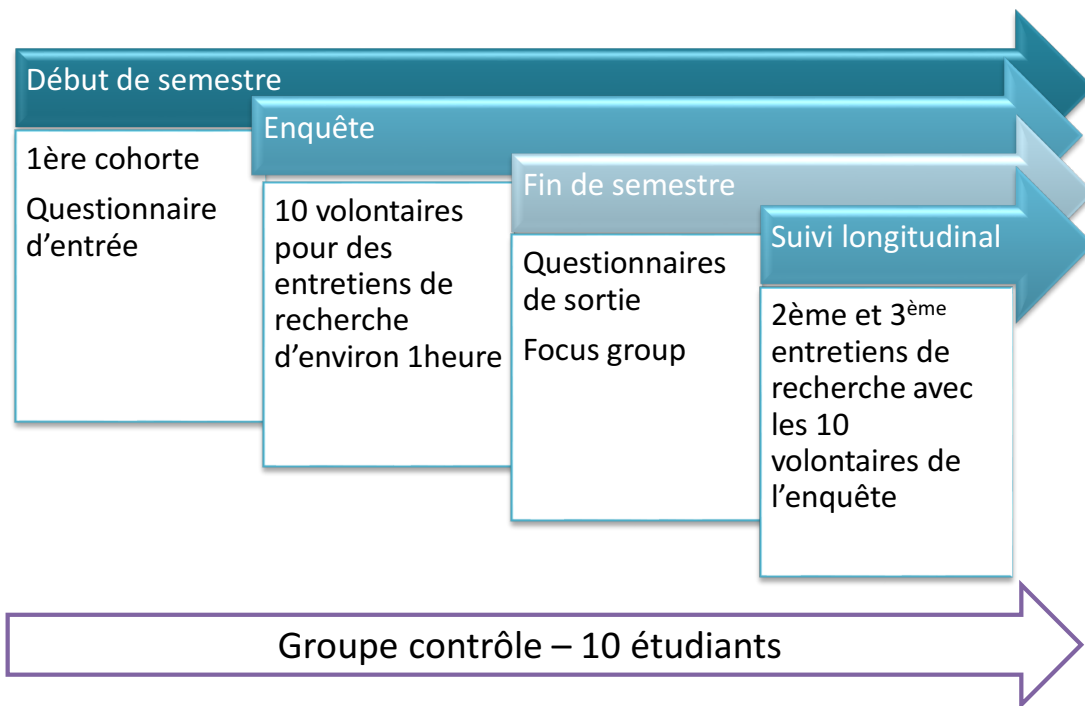 Début de semestre
1ère cohorte
Questionnaire
d’entrée
Enquête
10 volontaires
pour des
entretiens de
recherche
d’environ 1heure
Fin de semestre
Questionnaires
de sortie
Focus group
Suivi longitudinal
2ème et 3ème
entretiens de
recherche avec
les 10
volontaires de
l’enquête
Groupe contrôle – 10 étudiants